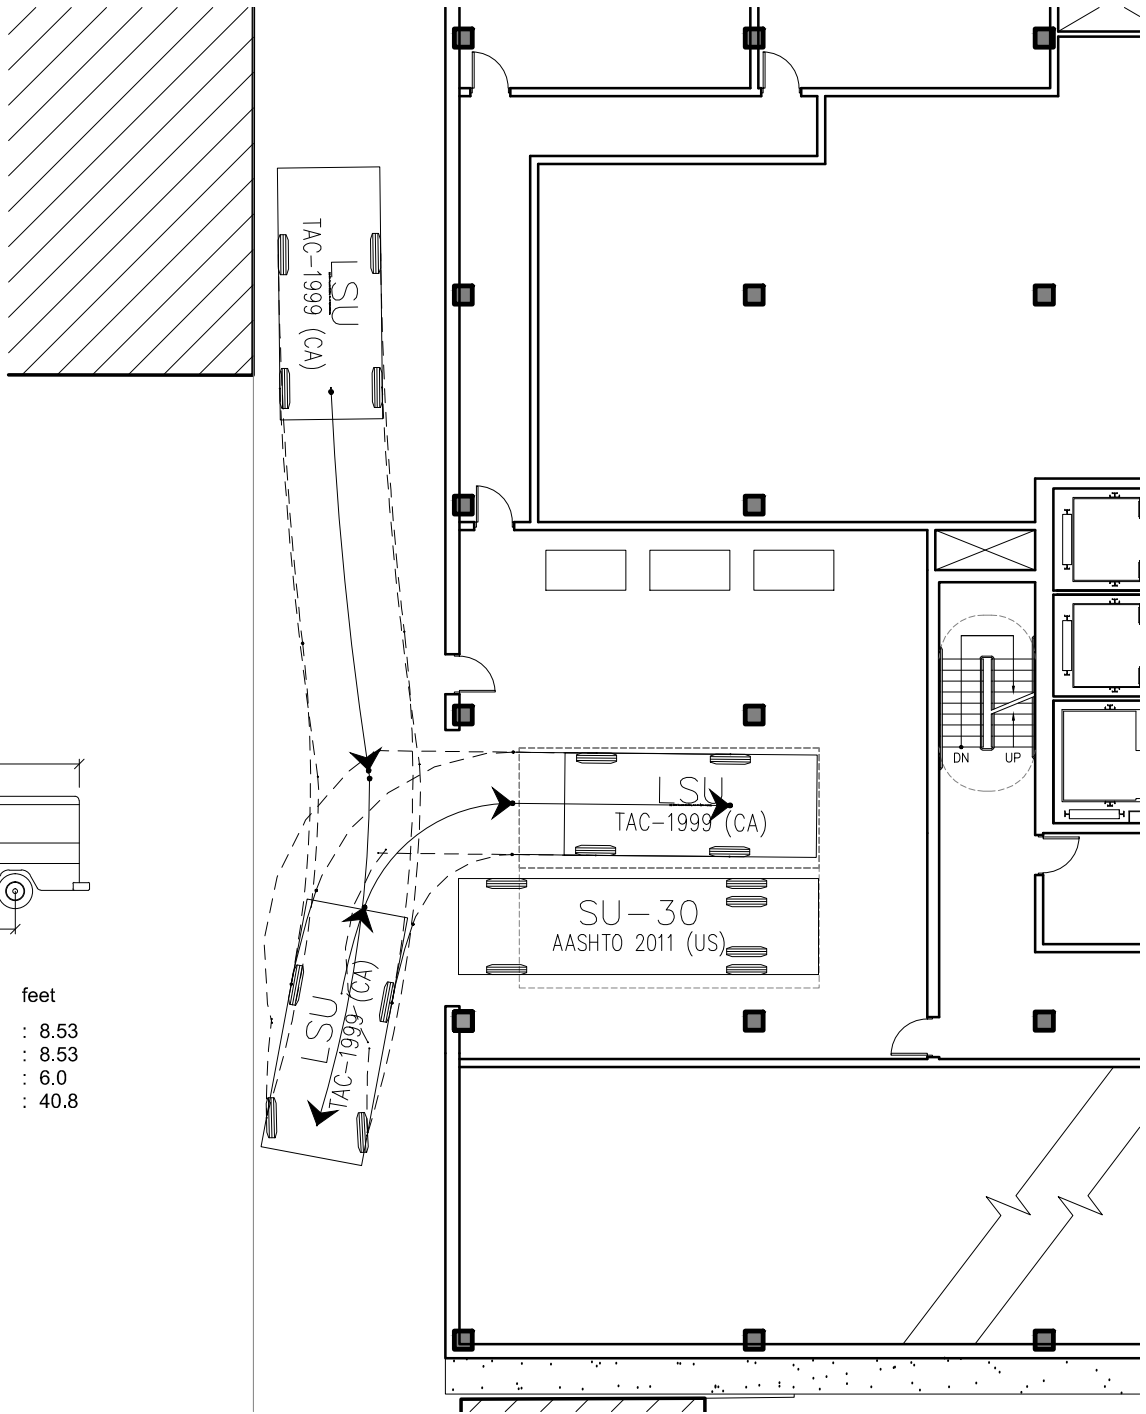 LSU
TAC-1999 (CA)
LSU
TAC-1999 (CA)
DN
UP
SU-30
AASHTO 2011 (US)
LSU
TAC-1999 (CA)
feet
: 8.53
: 8.53
: 6.0
: 40.8